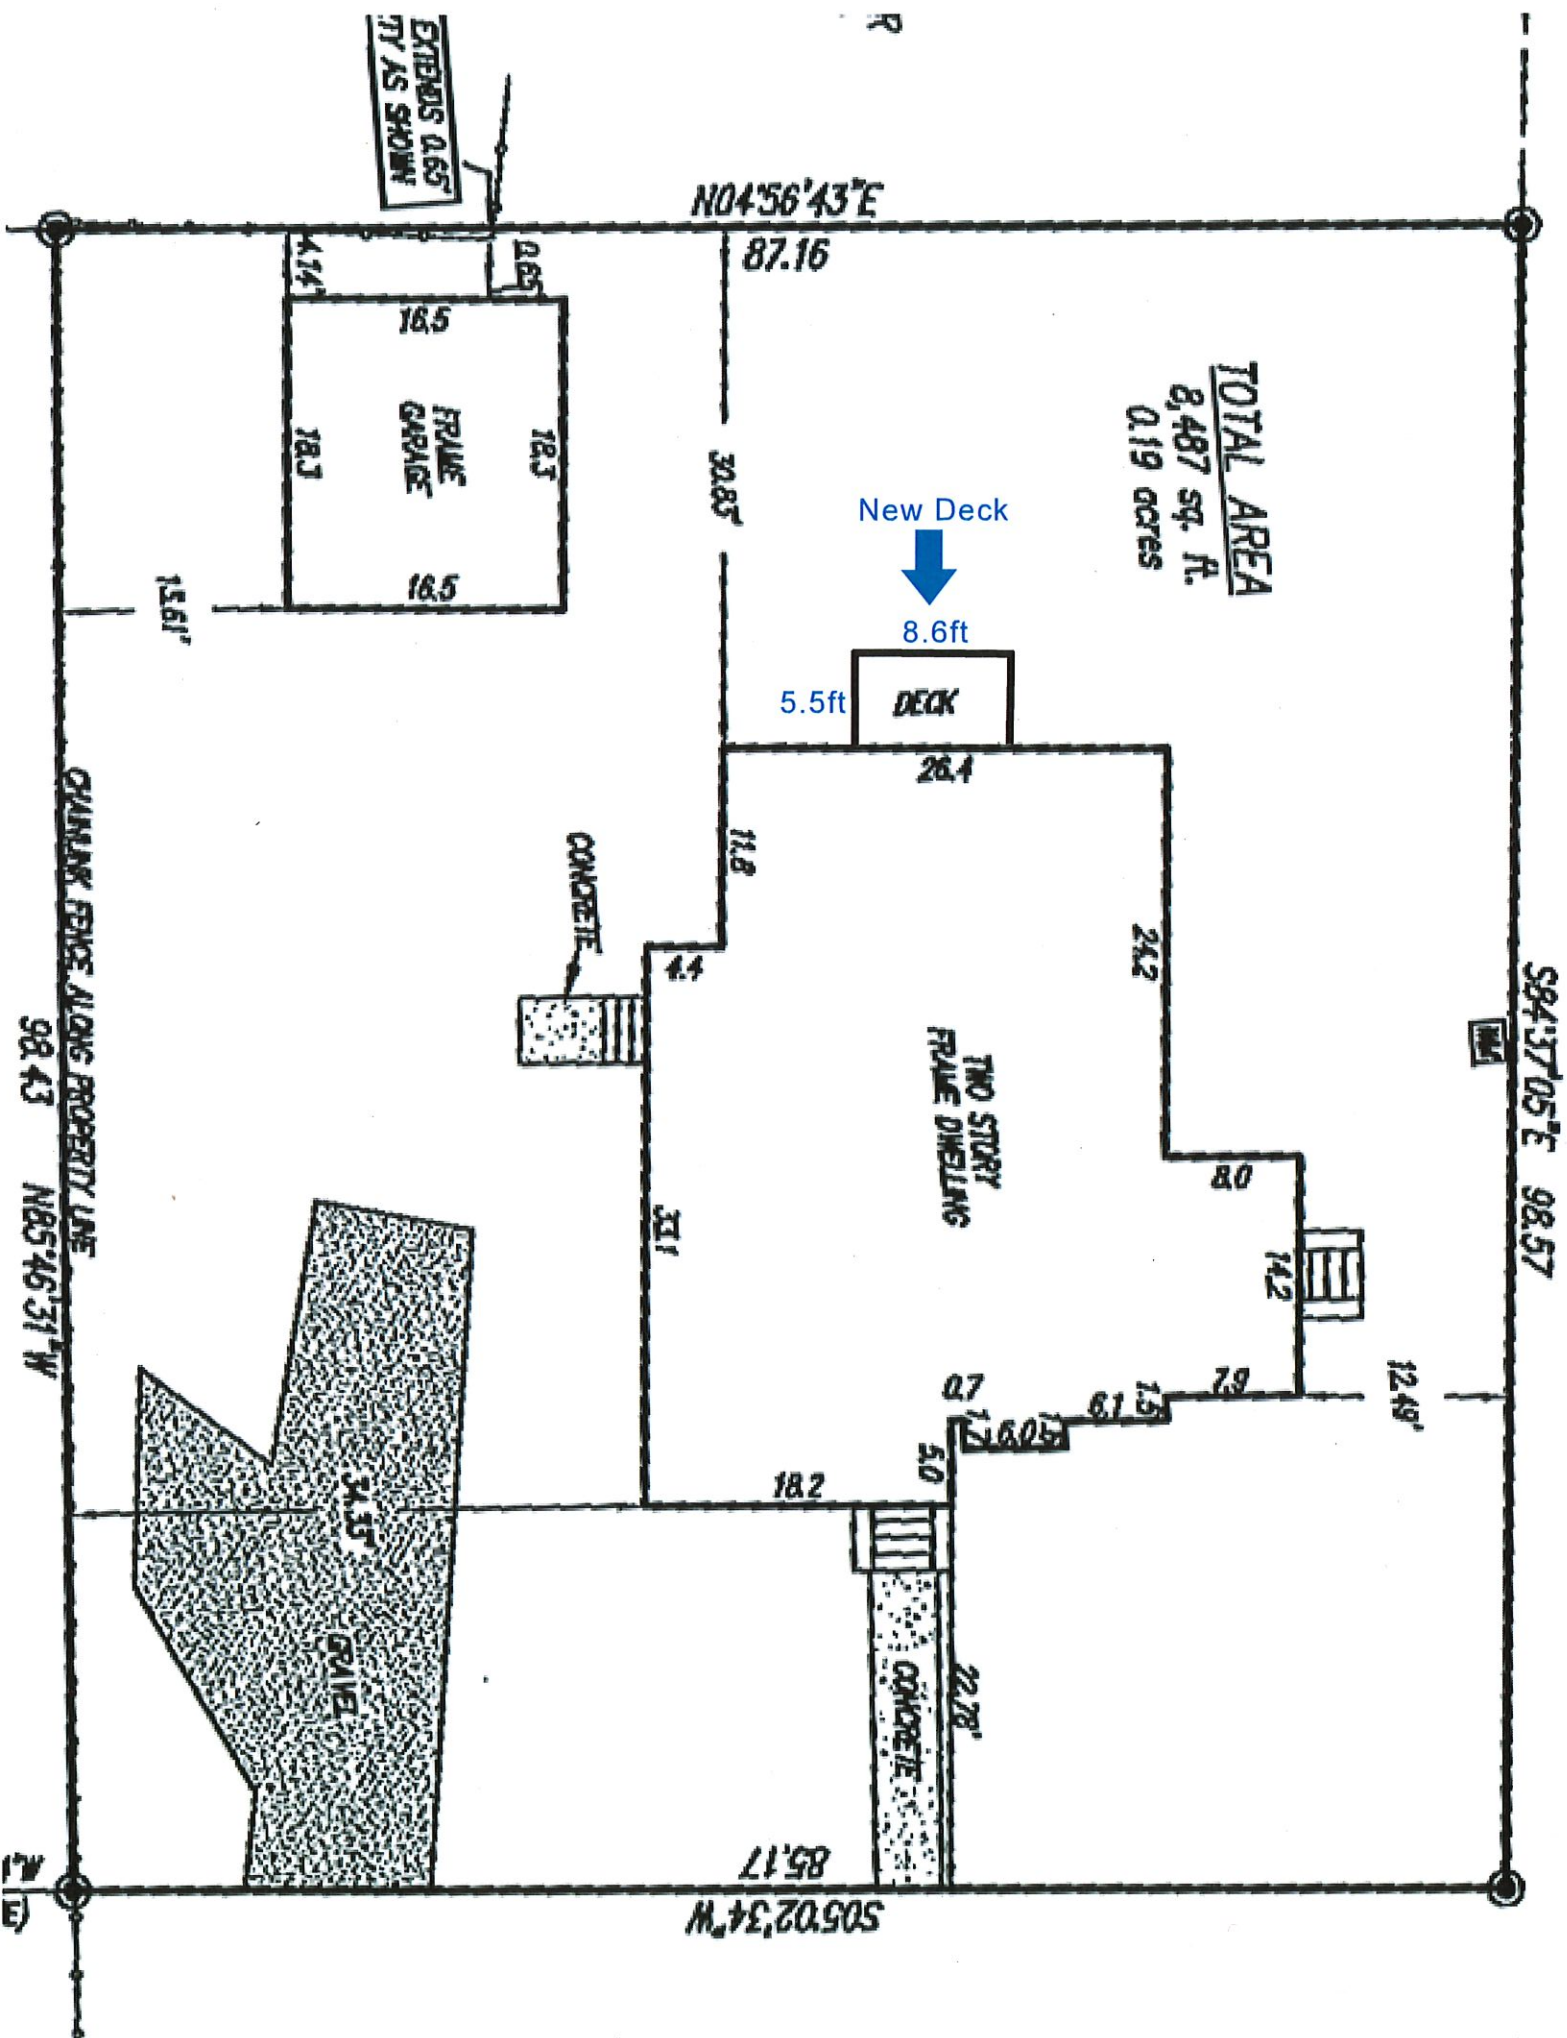 EXTENDS 0.65'
TY AS SHOWN
R
N04°56'43"E
87.16
4.14'
0.65'
16.5
FRAME
GARAGE
18.3
18.3
16.5
13.61'
30.85'
TOTAL AREA
8,487 sq. ft.
0.19 acres
New Deck
8.6ft
5.5ft
DECK
26.4
11.8
4.4
CONCRETE
24.2
TWO STORY
FRAME DWELLING
33.1
8.0
14.2
7.9
1.5
6.1
0.7
5.0
18.2
12.49'
S84°37'05"E 98.57
CHAINLINK FENCE ALONG PROPERTY LINE
98.43 N85°46'31"W
34.33'
GRAVEL
CONCRETE
22.78'
85.17
S05°02'34"W